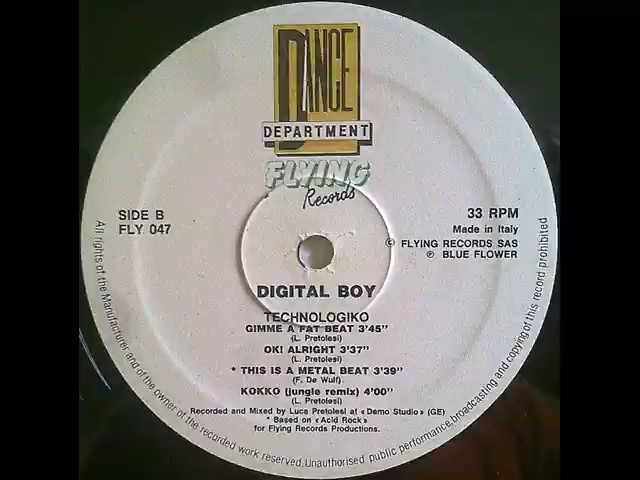 DANCE
DEPARTMENT
FLYING
Records
SIDE B
FLY 047
33 RPM
Made in Italy
© FLYING RECORDS SAS
℗ BLUE FLOWER
DIGITAL BOY
TECHNOLOGIKO
GIMME A FAT BEAT 3'45"
(L. Pretolesi)
OK! ALRIGHT 3'37"
(L. Pretolesi)
* THIS IS A METAL BEAT 3'39"
(F. De Wulf)
KOKKO (jungle remix) 4'00"
(L. Pretolesi)
Recorded and Mixed by Luca Pretolesi at «Demo Studio» (GE)
* Based on «Acid Rock»
for Flying Records Productions.
All rights of the Manufacturer and of the owner of the recorded work reserved. Unauthorised public performance, broadcasting and copying of this record prohibited